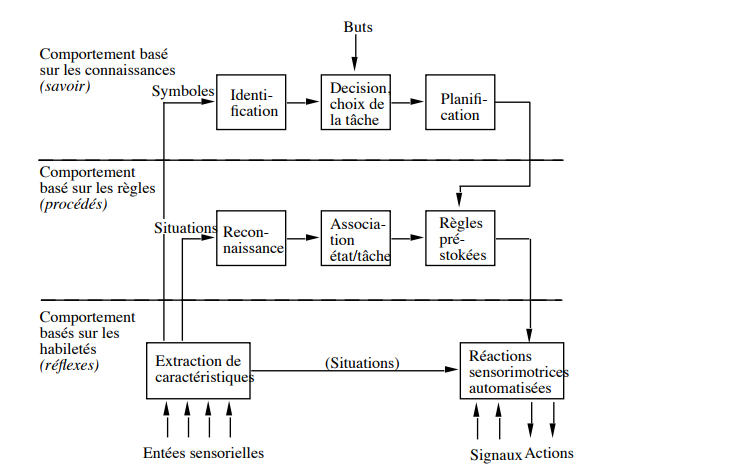 Buts
Comportement basé
sur les connaissances
(savoir)
Symboles
Identi-
fication
Decision,
choix de
la tâche
Planifi-
cation
Comportement
basé sur les règles
(procédés)
Situations
Recon-
naissance
Associa-
tion
état/tâche
Règles
pré-
stokées
Comportement
basés sur les
habiletés
(réflexes)
Extraction de
caractéristiques
(Situations)
Réactions
sensorimotrices
automatisées
Entées sensorielles
Signaux
Actions